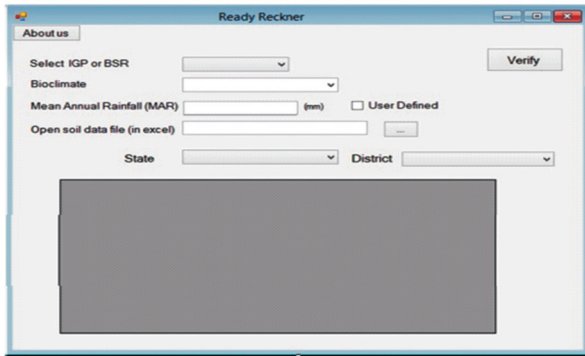 Ready Reckner
About us
Select IGP or BSR
Verify
Bioclimate
Mean Annual Rainfall (MAR) (mm) User Defined
Open soil data file (in excel) ...
State District